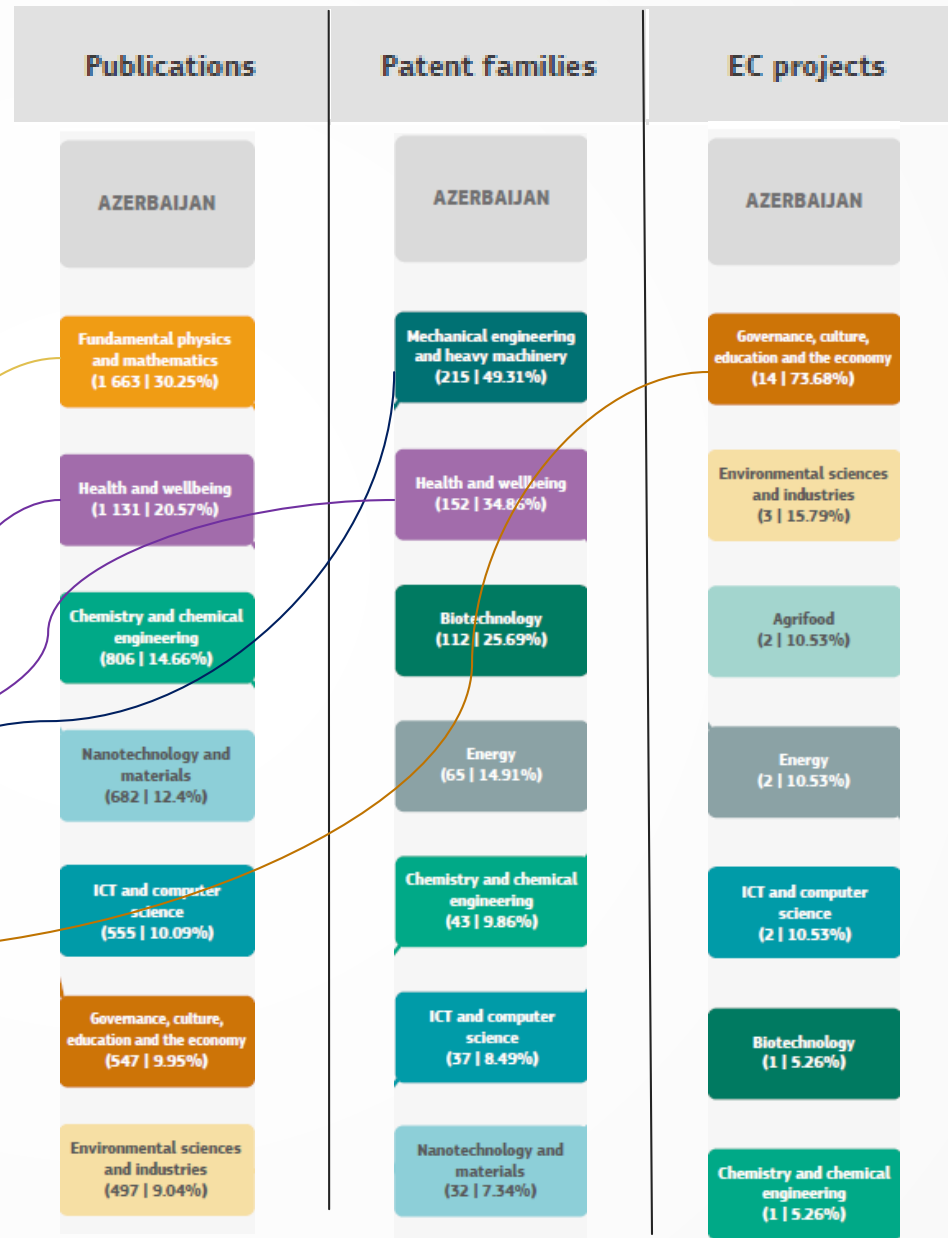 Publications
AZERBAIJAN
Fundamental physics
and mathematics
(1 663 | 30.25%)
Health and wellbeing
(1 131 | 20.57%)
Chemistry and chemical
engineering
(806 | 14.66%)
Nanotechnology and
materials
(682 | 12.4%)
ICT and computer
science
(555 | 10.09%)
Governance, culture,
education and the economy
(547 | 9.95%)
Environmental sciences
and industries
(497 | 9.04%)
Patent families
AZERBAIJAN
Mechanical engineering
and heavy machinery
(215 | 49.31%)
Health and wellbeing
(152 | 34.86%)
Biotechnology
(112 | 25.69%)
Energy
(65 | 14.91%)
Chemistry and chemical
engineering
(43 | 9.86%)
ICT and computer
science
(37 | 8.49%)
Nanotechnology and
materials
(32 | 7.34%)
EC projects
AZERBAIJAN
Governance, culture,
education and the economy
(14 | 73.68%)
Environmental sciences
and industries
(3 | 15.79%)
Agrifood
(2 | 10.53%)
Energy
(2 | 10.53%)
ICT and computer
science
(2 | 10.53%)
Biotechnology
(1 | 5.26%)
Chemistry and chemical
engineering
(1 | 5.26%)